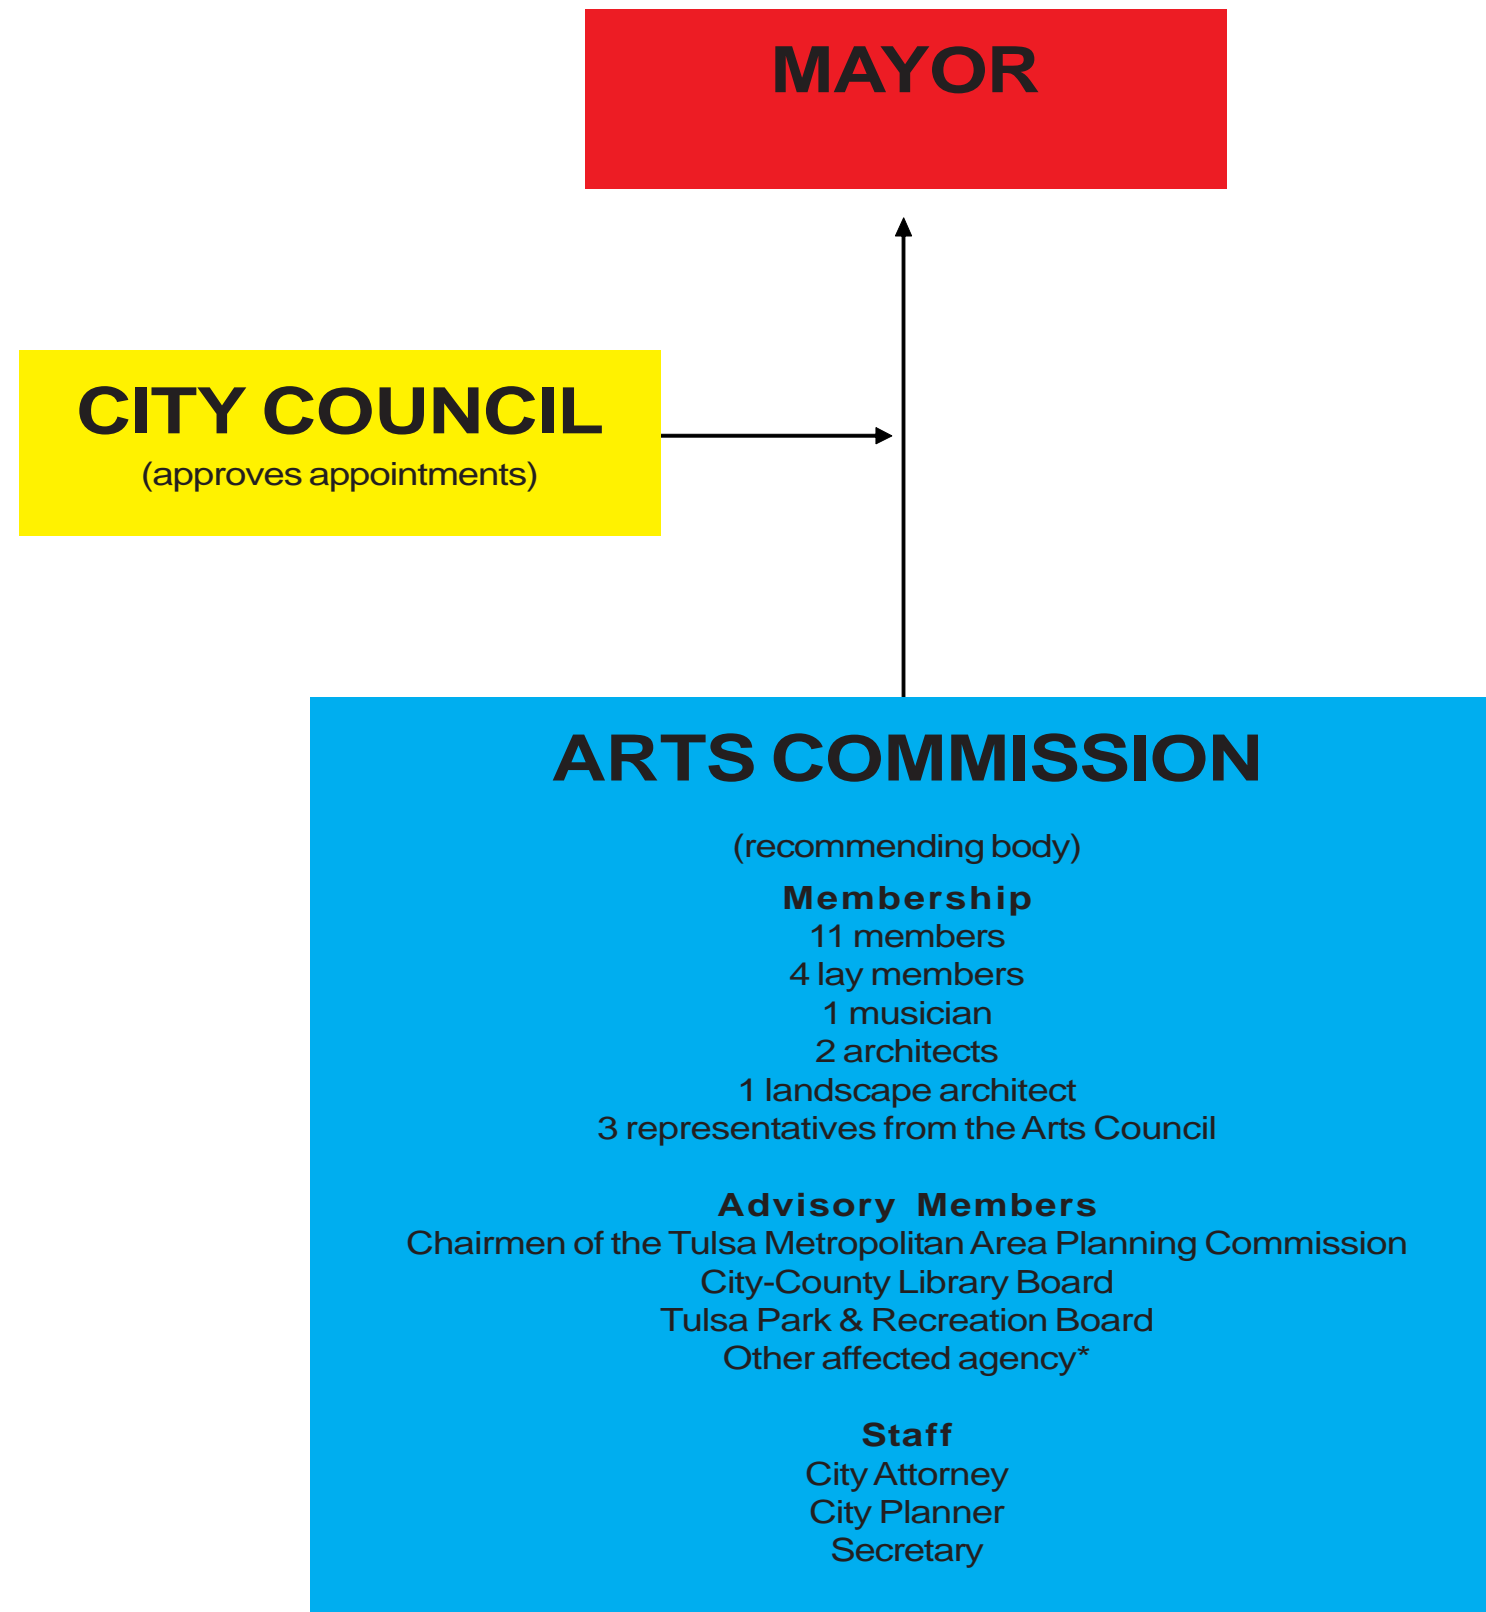 MAYOR
CITY COUNCIL
(approves appointments)
ARTS COMMISSION
(recommending body)
Membership
11 members
4 lay members
1 musician
2 architects
1 landscape architect
3 representatives from the Arts Council
Advisory Members
Chairmen of the Tulsa Metropolitan Area Planning Commission
City-County Library Board
Tulsa Park & Recreation Board
Other affected agency*
Staff
City Attorney
City Planner
Secretary